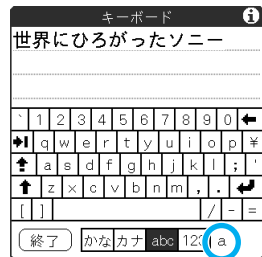 キーボード i
世界にひろがったソニー
` 1 2 3 4 5 6 7 8 9 0 ←
q w e r t y u i o p ¥
a s d f g h j k l ; '
z x c v b n m , .
[ ] / - =
終了 かな カナ abc 123 a